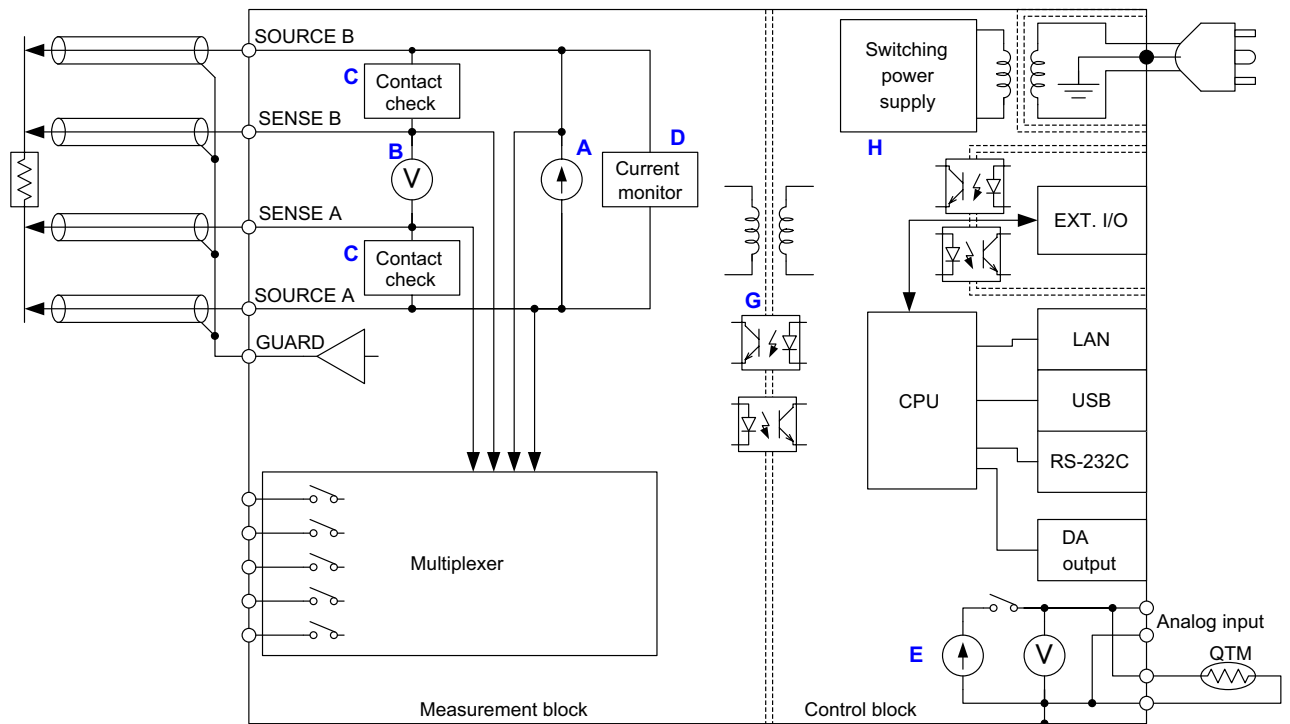 SOURCE B
C
Contact
check
SENSE B
B
V
A
D
Current
monitor
SENSE A
C
Contact
check
SOURCE A
GUARD
Multiplexer
Measurement block
G
Switching
power
supply
H
EXT. I/O
CPU
LAN
USB
RS-232C
DA
output
E
V
Analog input
QTM
Control block